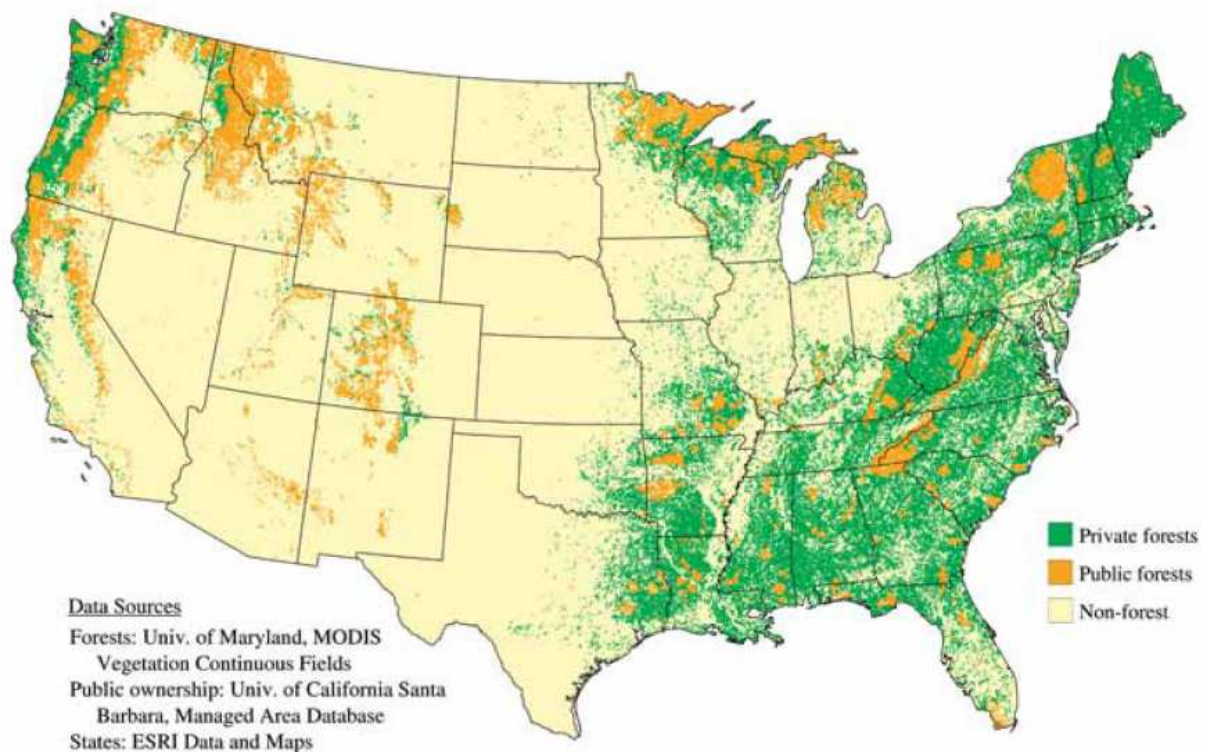 Private forests
Public forests
Non-forest
Data Sources
Forests: Univ. of Maryland, MODIS
Vegetation Continuous Fields
Public ownership: Univ. of California Santa
Barbara, Managed Area Database
States: ESRI Data and Maps